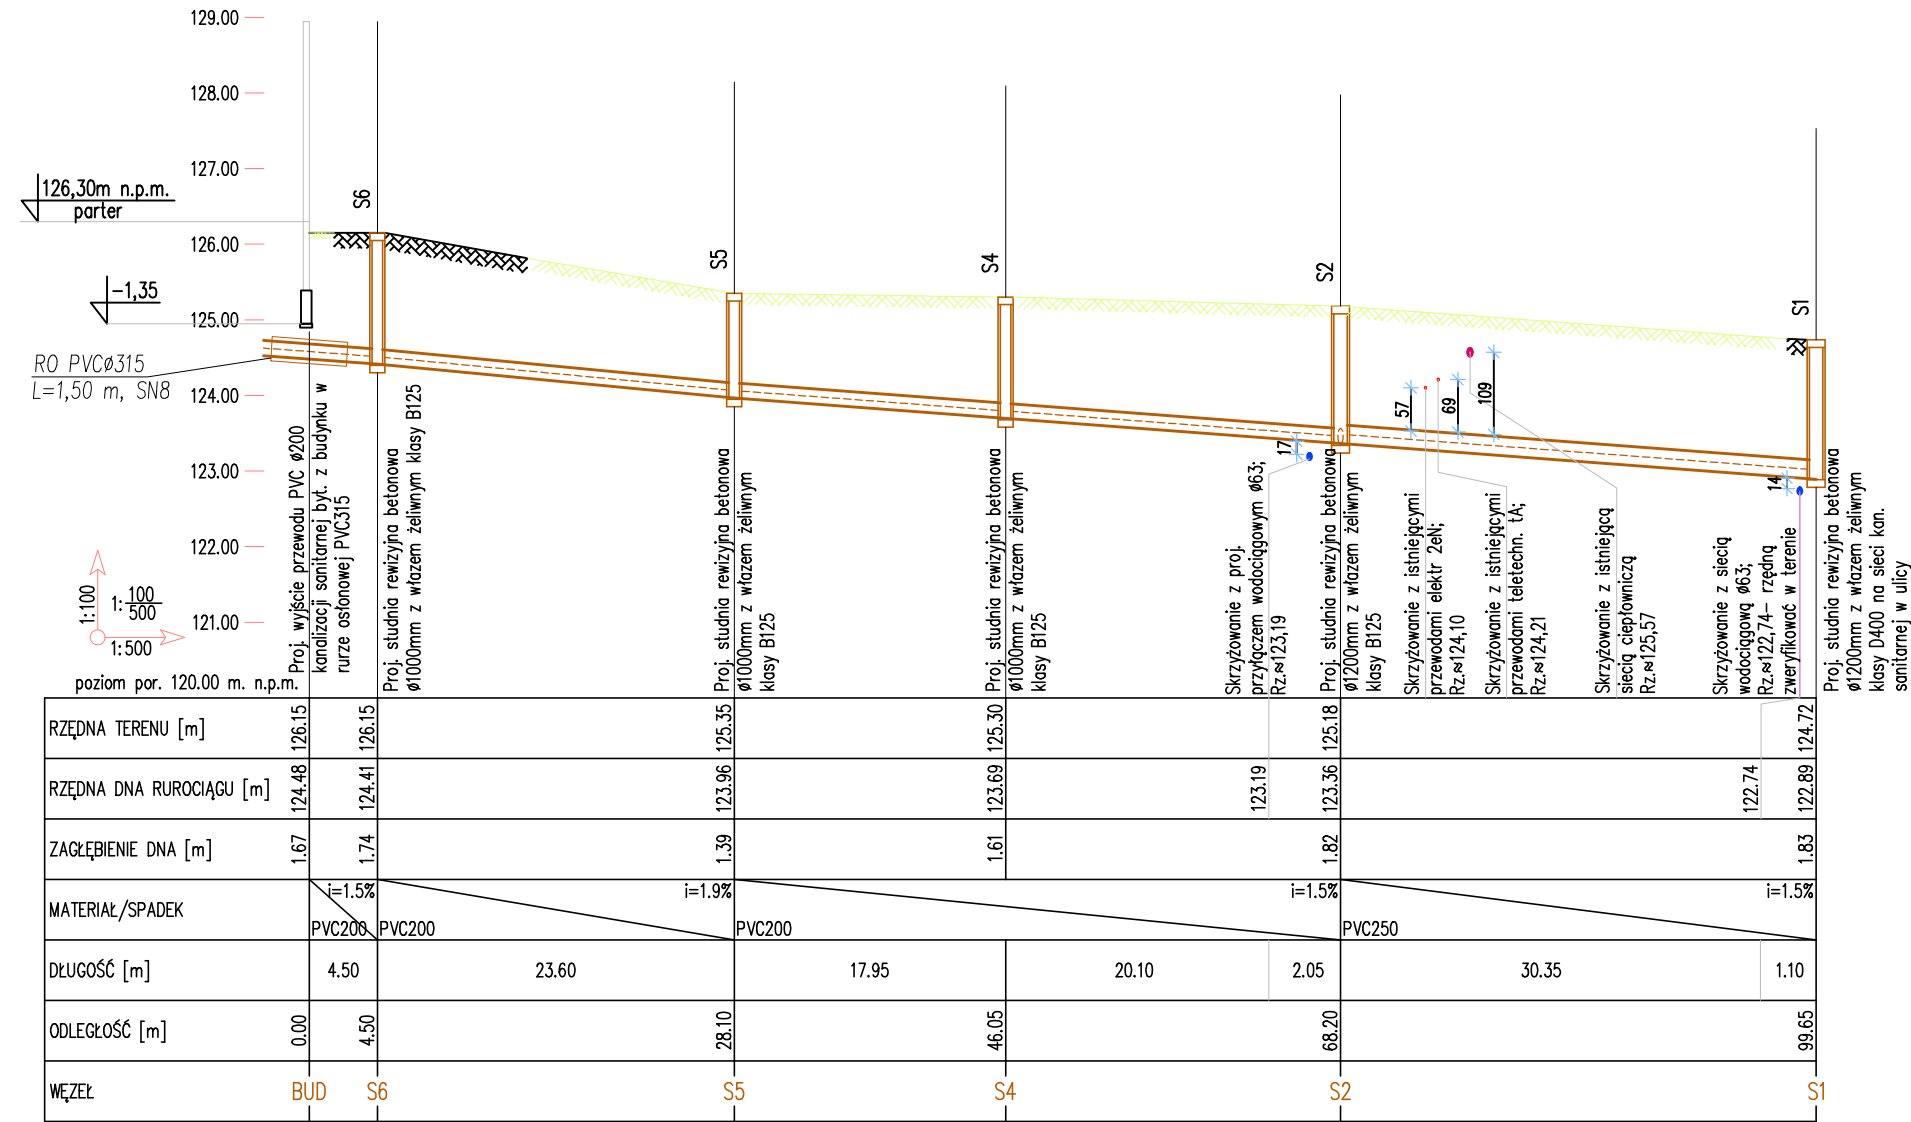 129.00
128.00
127.00
126.00
125.00
124.00
123.00
122.00
121.00
126,30m n.p.m.
parter
-1,35
RO PVCø315
L=1,50 m, SN8
1:100
1:100/500
1:500
poziom por. 120.00 m. n.p.m.
S6
S5
S4
S2
S1
Proj. wyjście przewodu PVC ø200
kanalizacji sanitarnej byt. z budynku w
rurze osłonowej PVC315
Proj. studnia rewizyjna betonowa
ø1000mm z włazem żeliwnym klasy B125
Proj. studnia rewizyjna betonowa
ø1000mm z włazem żeliwnym
klasy B125
Proj. studnia rewizyjna betonowa
ø1000mm z włazem żeliwnym
klasy B125
17
Skrzyżowanie z proj.
przyłączem wodociągowym ø63;
Rz.≈123,19
Proj. studnia rewizyjna betonowa
ø1200mm z włazem żeliwnym
klasy B125
57
69
109
Skrzyżowanie z istniejącymi
przewodami elektr 2eN;
Rz.≈124,10
Skrzyżowanie z istniejącymi
przewodami teletechn. tA;
Rz.≈124,21
Skrzyżowanie z istniejącą
siecią ciepłowniczą
Rz.≈125,57
14
Skrzyżowanie z siecią
wodociągową ø63;
Rz.≈122,74- rzędną
zweryfikować w terenie
Proj. studnia rewizyjna betonowa
ø1200mm z włazem żeliwnym
klasy D400 na sieci kan.
sanitarnej w ulicy
RZĘDNA TERENU [m] 126.15 126.15 125.35 125.30 125.18 124.72
RZĘDNA DNA RUROCIĄGU [m] 124.48 124.41 123.96 123.69 123.19 123.36 122.74 122.89
ZAGŁĘBIENIE DNA [m] 1.67 1.74 1.39 1.61 1.82 1.83
MATERIAŁ/SPADEK i=1.5% i=1.9% i=1.5% i=1.5%
PVC200 PVC200 PVC200 PVC250
DŁUGOŚĆ [m] 4.50 23.60 17.95 20.10 2.05 30.35 1.10
ODLEGŁOŚĆ [m] 0.00 4.50 28.10 46.05 68.20 99.65
WĘZEŁ BUD S6 S5 S4 S2 S1